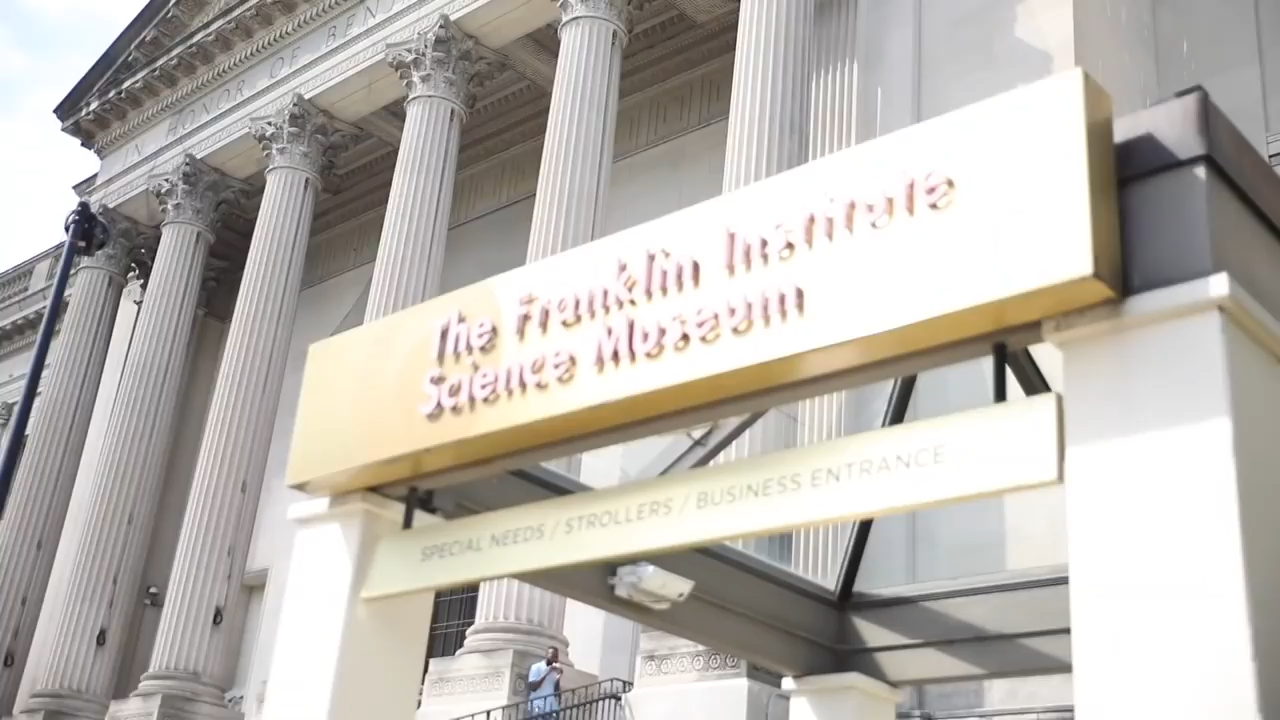 IN HONOR OF BEN
The Franklin Institute
Science Museum
SPECIAL NEEDS / STROLLERS / BUSINESS ENTRANCE